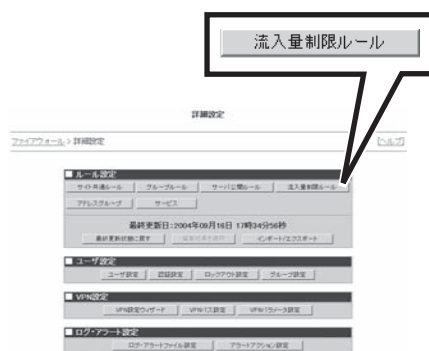 流入量制限ルール
詳細設定
ファイアウォール > 詳細設定 [ヘルプ]
■ ルール設定
サイト共通ルール グループルール サーバ公開ルール 流入量制限ルール
アドレスグループ サービス
最終更新日:2004年09月16日 17時34分56秒
最終更新状態に戻す インポート/エクスポート
■ ユーザ設定
ユーザ設定 認証設定 ロックアウト設定 グループ設定
■ VPN設定
VPN設定ウィザード VPNパス設定 VPNパラメータ設定
■ ログ・アラート設定
ログ・アラートファイル設定 アラートアクション設定